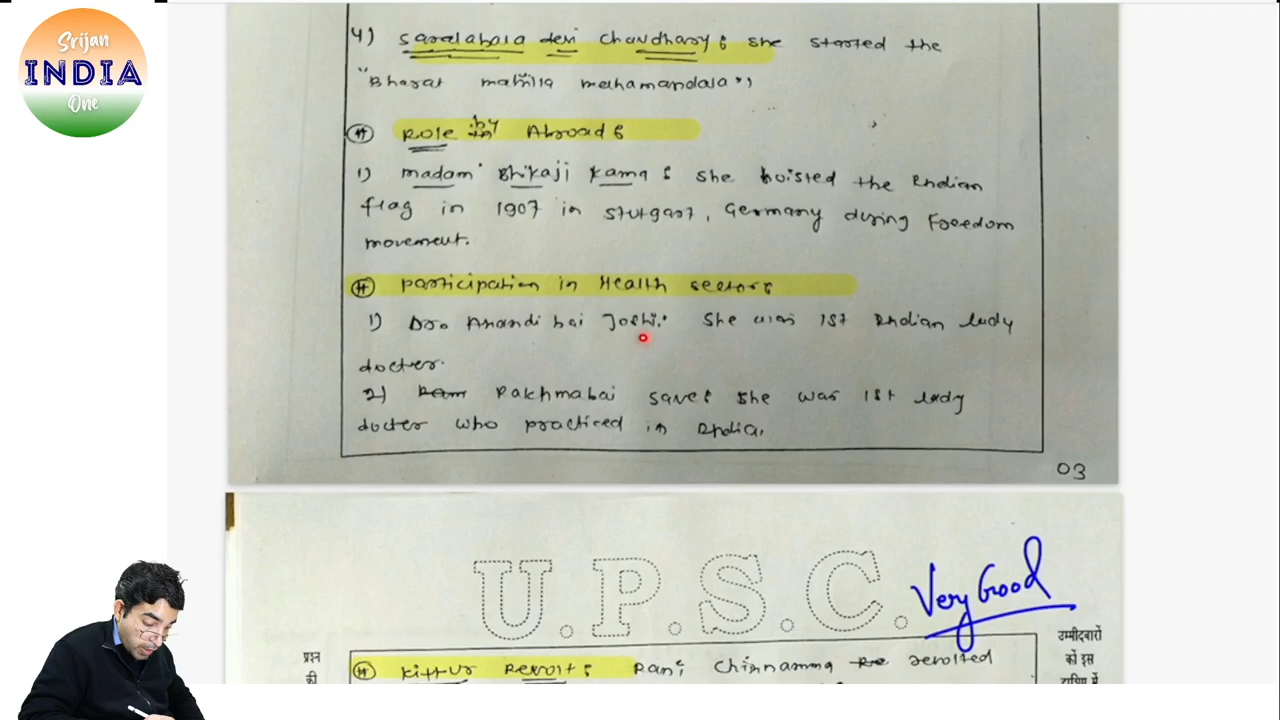 Srijan
INDIA
One
4) saralabala devi chaudhary : she started the
"Bharat mahila mahamandala",
# Role by Abroad :
1) madam Bhikaji kama : she hoisted the Indian
flag in 1907 in stutgart, Germany during Freedom
movement.
# participation in Health sector :
1) Dr. Anandi bai Joshi : She was 1st Indian lady
docter.
2) Rakhmabai save : She was 1st lady
docter who practiced in India.
03
U.P.S.C.
Very Good
प्रश्न
की
उम्मीदवारों
को इस
# kittur Revolt : Rani Chinnamma revolted